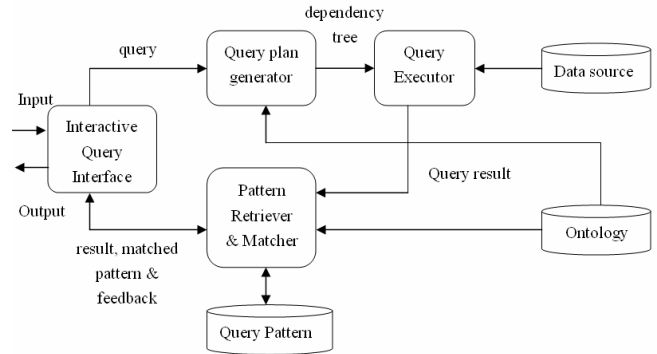 dependency
tree
query
Query plan
generator
Query
Executor
Data source
Input
Interactive
Query
Interface
Output
Pattern
Retriever
& Matcher
Query result
Ontology
result, matched
pattern &
feedback
Query Pattern